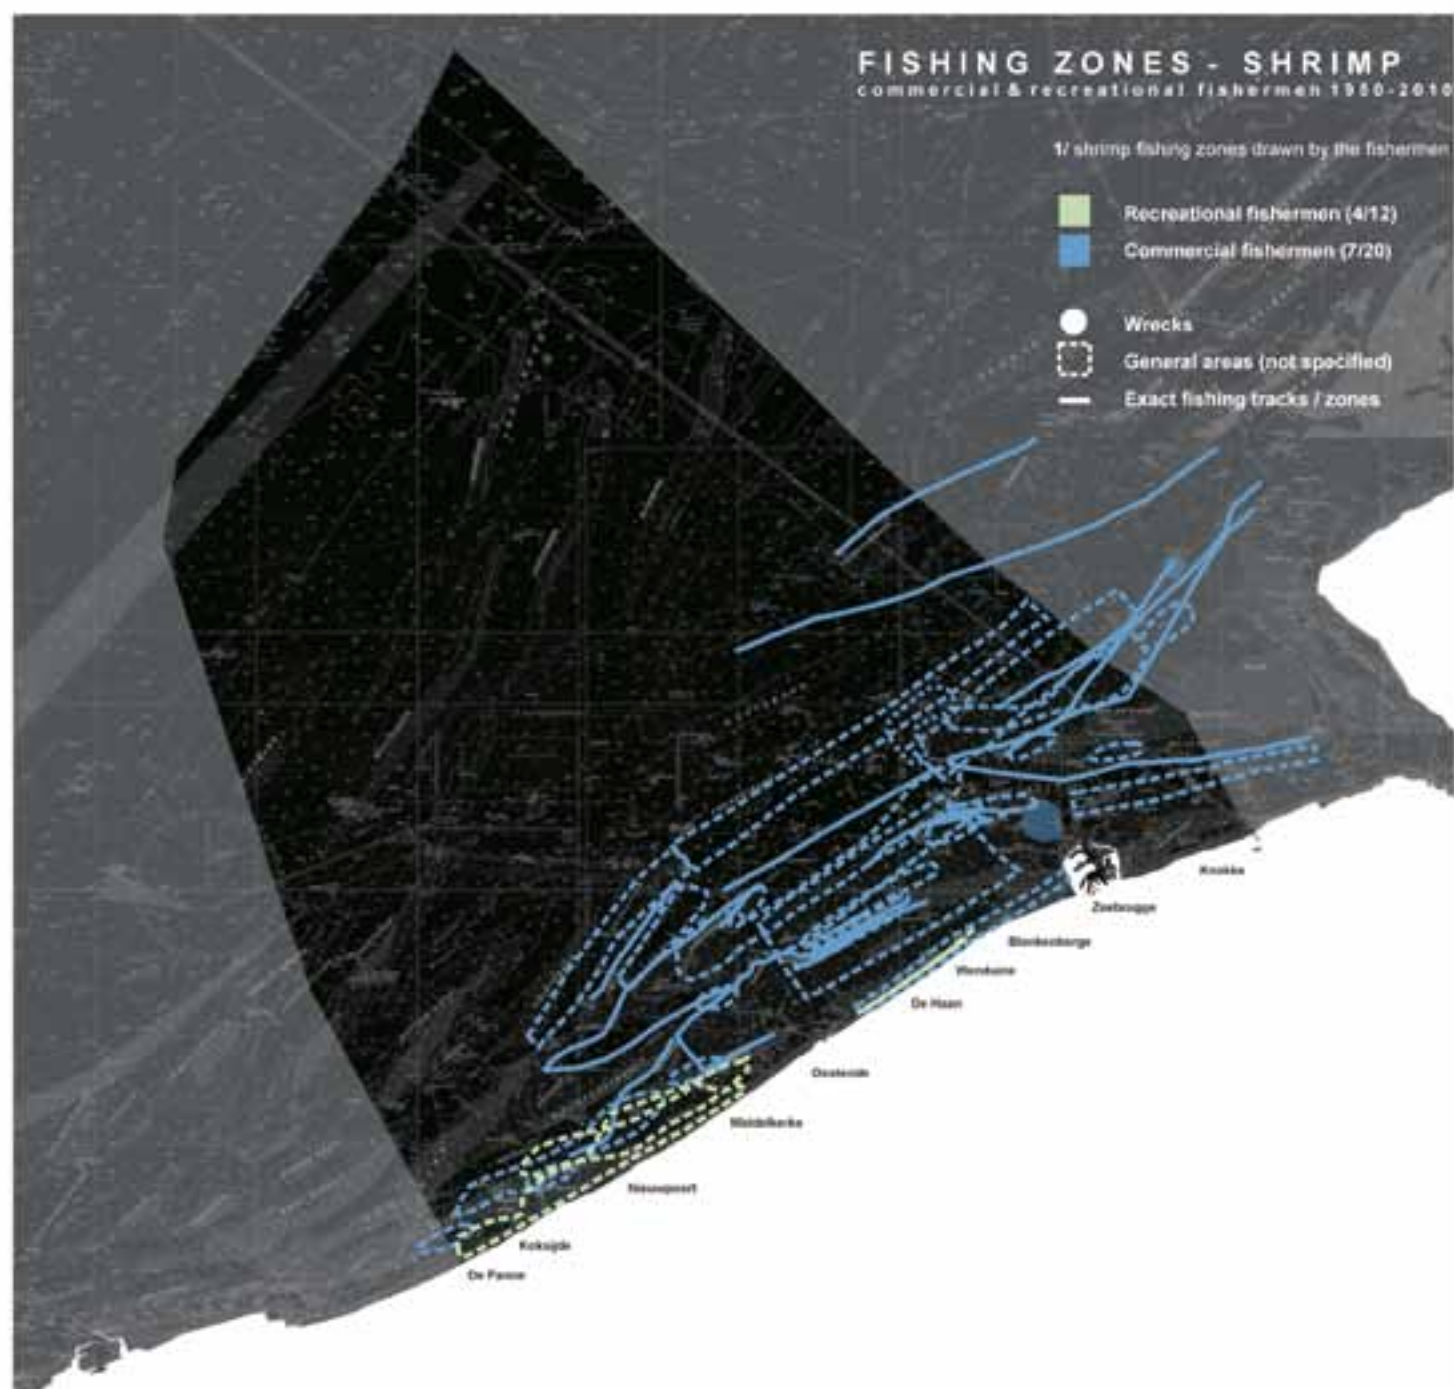 FISHING ZONES - SHRIMP
commercial & recreational fishermen 1950-2010
1/ shrimp fishing zones drawn by the fishermen
Recreational fishermen (4/12)
Commercial fishermen (7/20)
Wrecks
General areas (not specified)
Exact fishing tracks / zones
Knokke
Zeebrugge
Blankenberge
Wenduine
De Haan
Oostende
Middelkerke
Nieuwpoort
Koksijde
De Panne